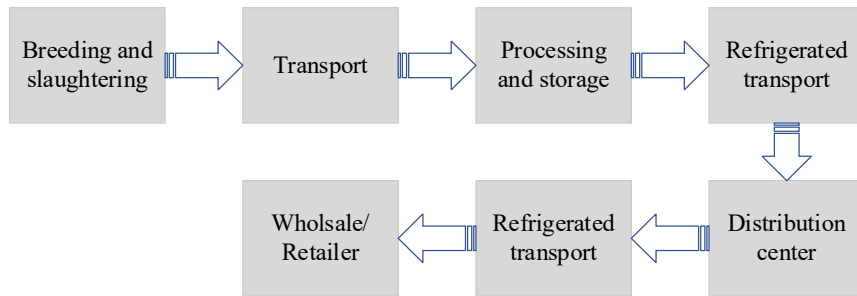 Breeding and
slaughtering
Transport
Processing
and storage
Refrigerated
transport
Distribution
center
Refrigerated
transport
Wholsale/
Retailer